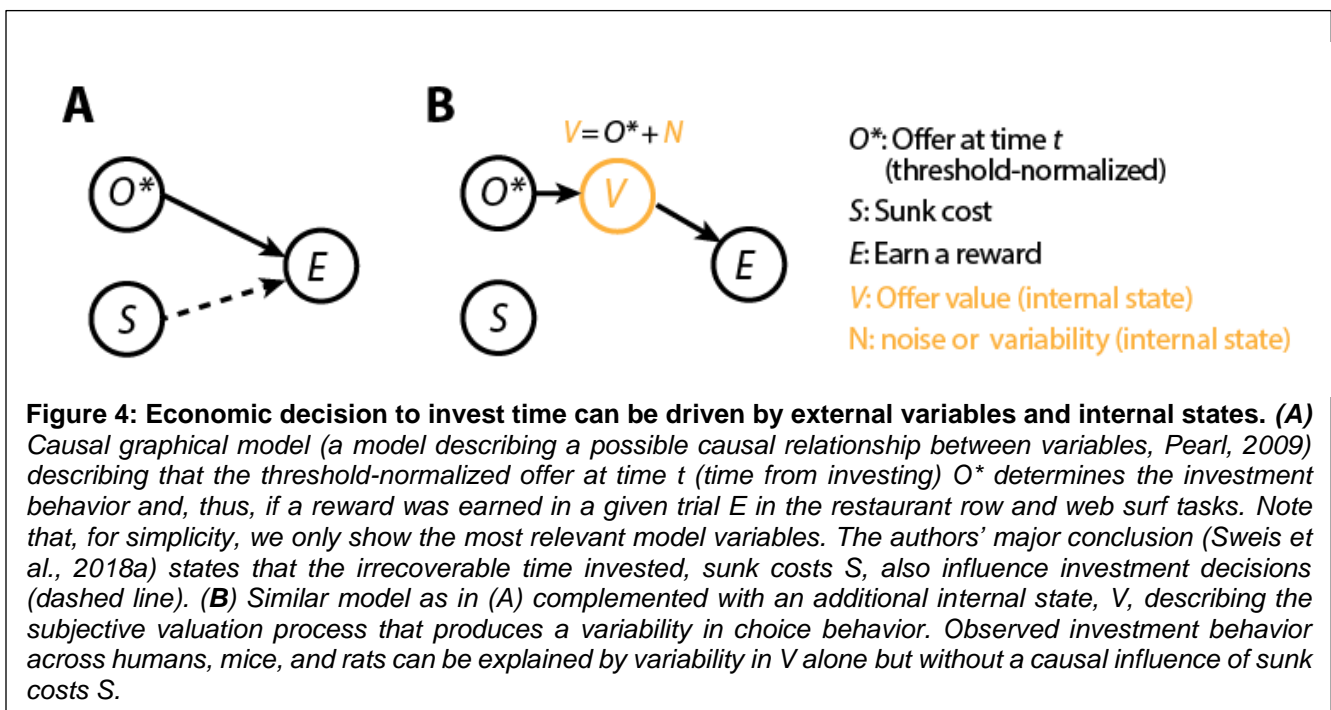 A
B
V=O*+N
O*
S
E
O*
V
S
E
O*: Offer at time t
(threshold-normalized)
S: Sunk cost
E: Earn a reward
V: Offer value (internal state)
N: noise or variability (internal state)
Figure 4: Economic decision to invest time can be driven by external variables and internal states. (A)
Causal graphical model (a model describing a possible causal relationship between variables, Pearl, 2009)
describing that the threshold-normalized offer at time t (time from investing) O* determines the investment
behavior and, thus, if a reward was earned in a given trial E in the restaurant row and web surf tasks. Note
that, for simplicity, we only show the most relevant model variables. The authors' major conclusion (Sweis et
al., 2018a) states that the irrecoverable time invested, sunk costs S, also influence investment decisions
(dashed line). (B) Similar model as in (A) complemented with an additional internal state, V, describing the
subjective valuation process that produces a variability in choice behavior. Observed investment behavior
across humans, mice, and rats can be explained by variability in V alone but without a causal influence of sunk
costs S.